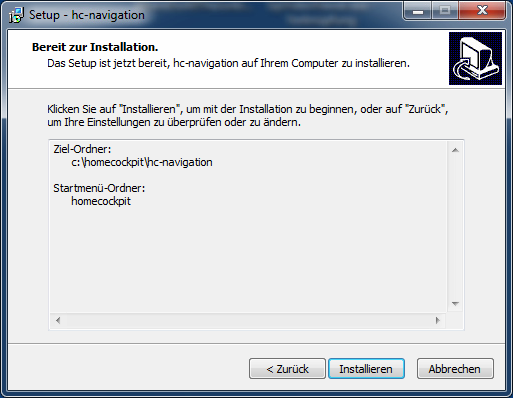 Setup - hc-navigation
Bereit zur Installation.
Das Setup ist jetzt bereit, hc-navigation auf Ihrem Computer zu installieren.
Klicken Sie auf "Installieren", um mit der Installation zu beginnen, oder auf "Zurück",
um Ihre Einstellungen zu überprüfen oder zu ändern.
Ziel-Ordner:
c:\homecockpit\hc-navigation
Startmenü-Ordner:
homecockpit
< Zurück
Installieren
Abbrechen